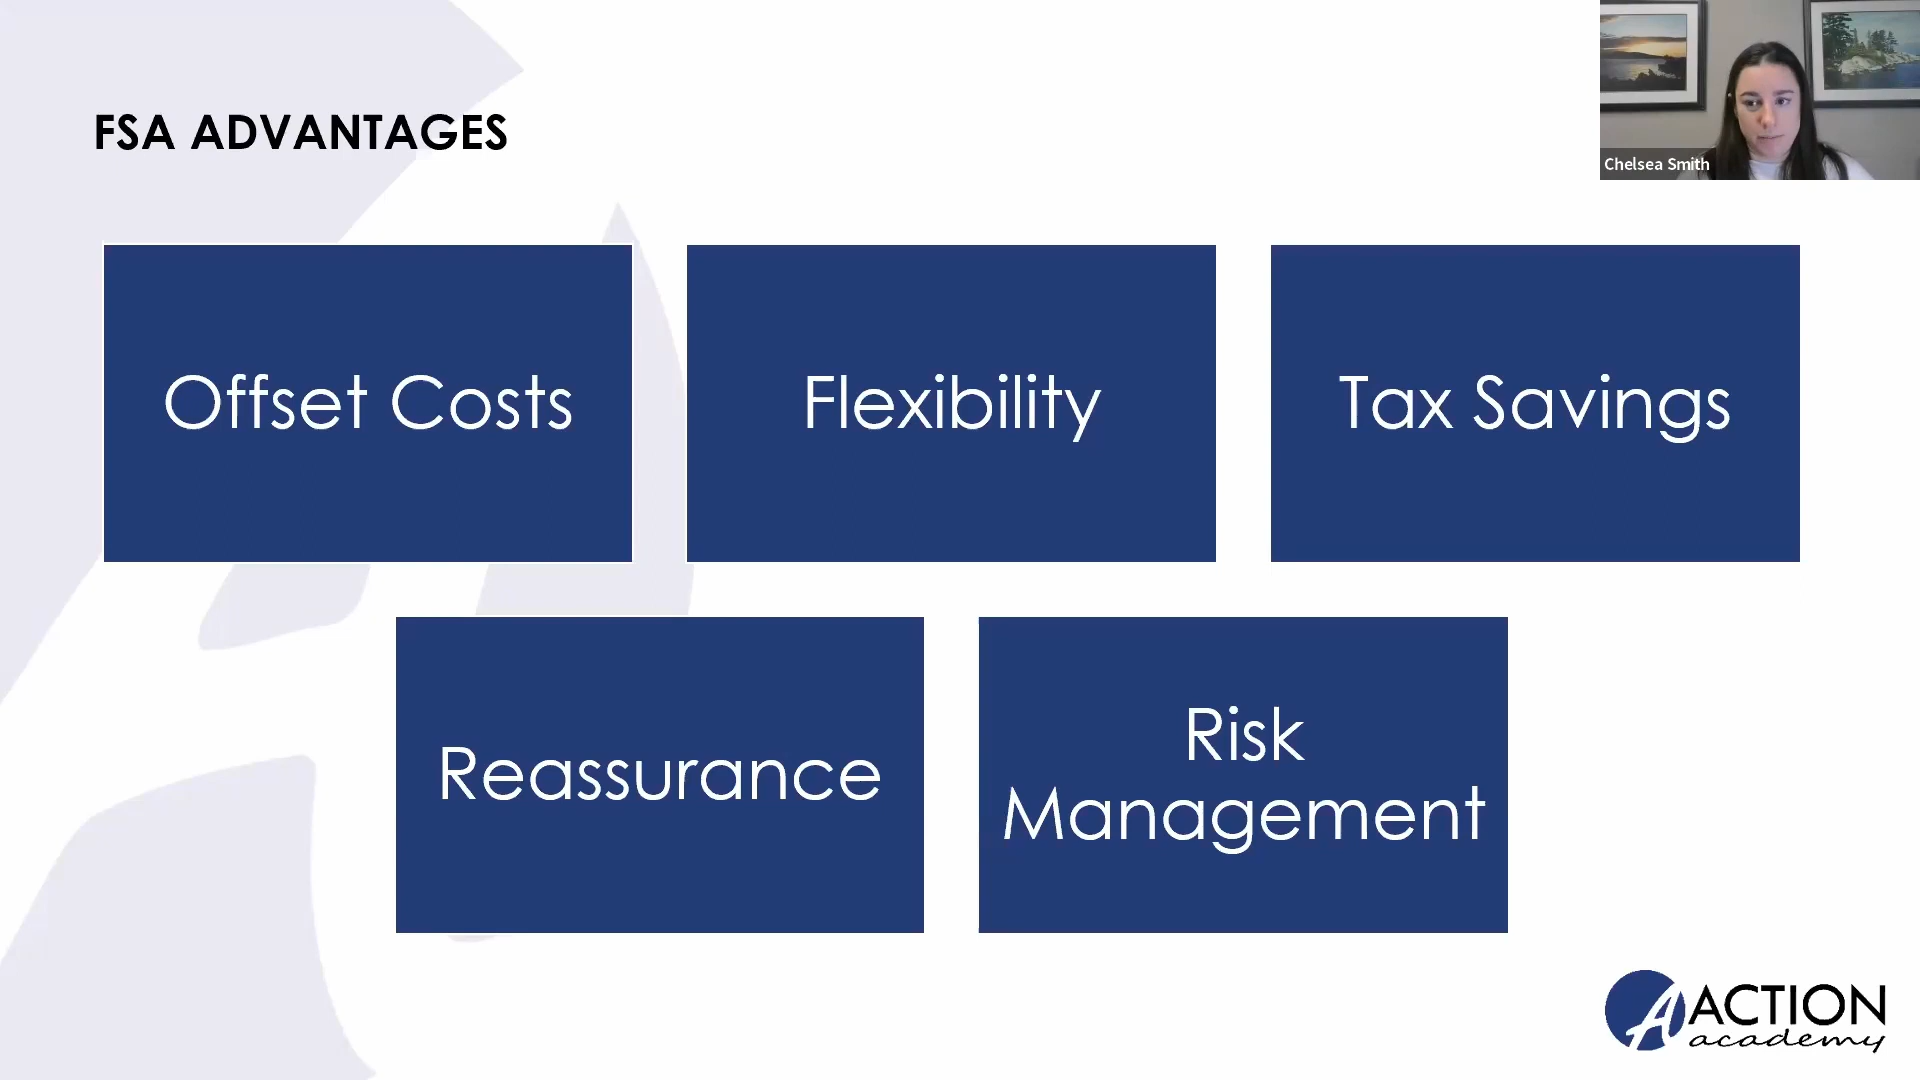 FSA ADVANTAGES
Chelsea Smith
Offset Costs
Flexibility
Tax Savings
Reassurance
Risk
Management
A ACTION
academy